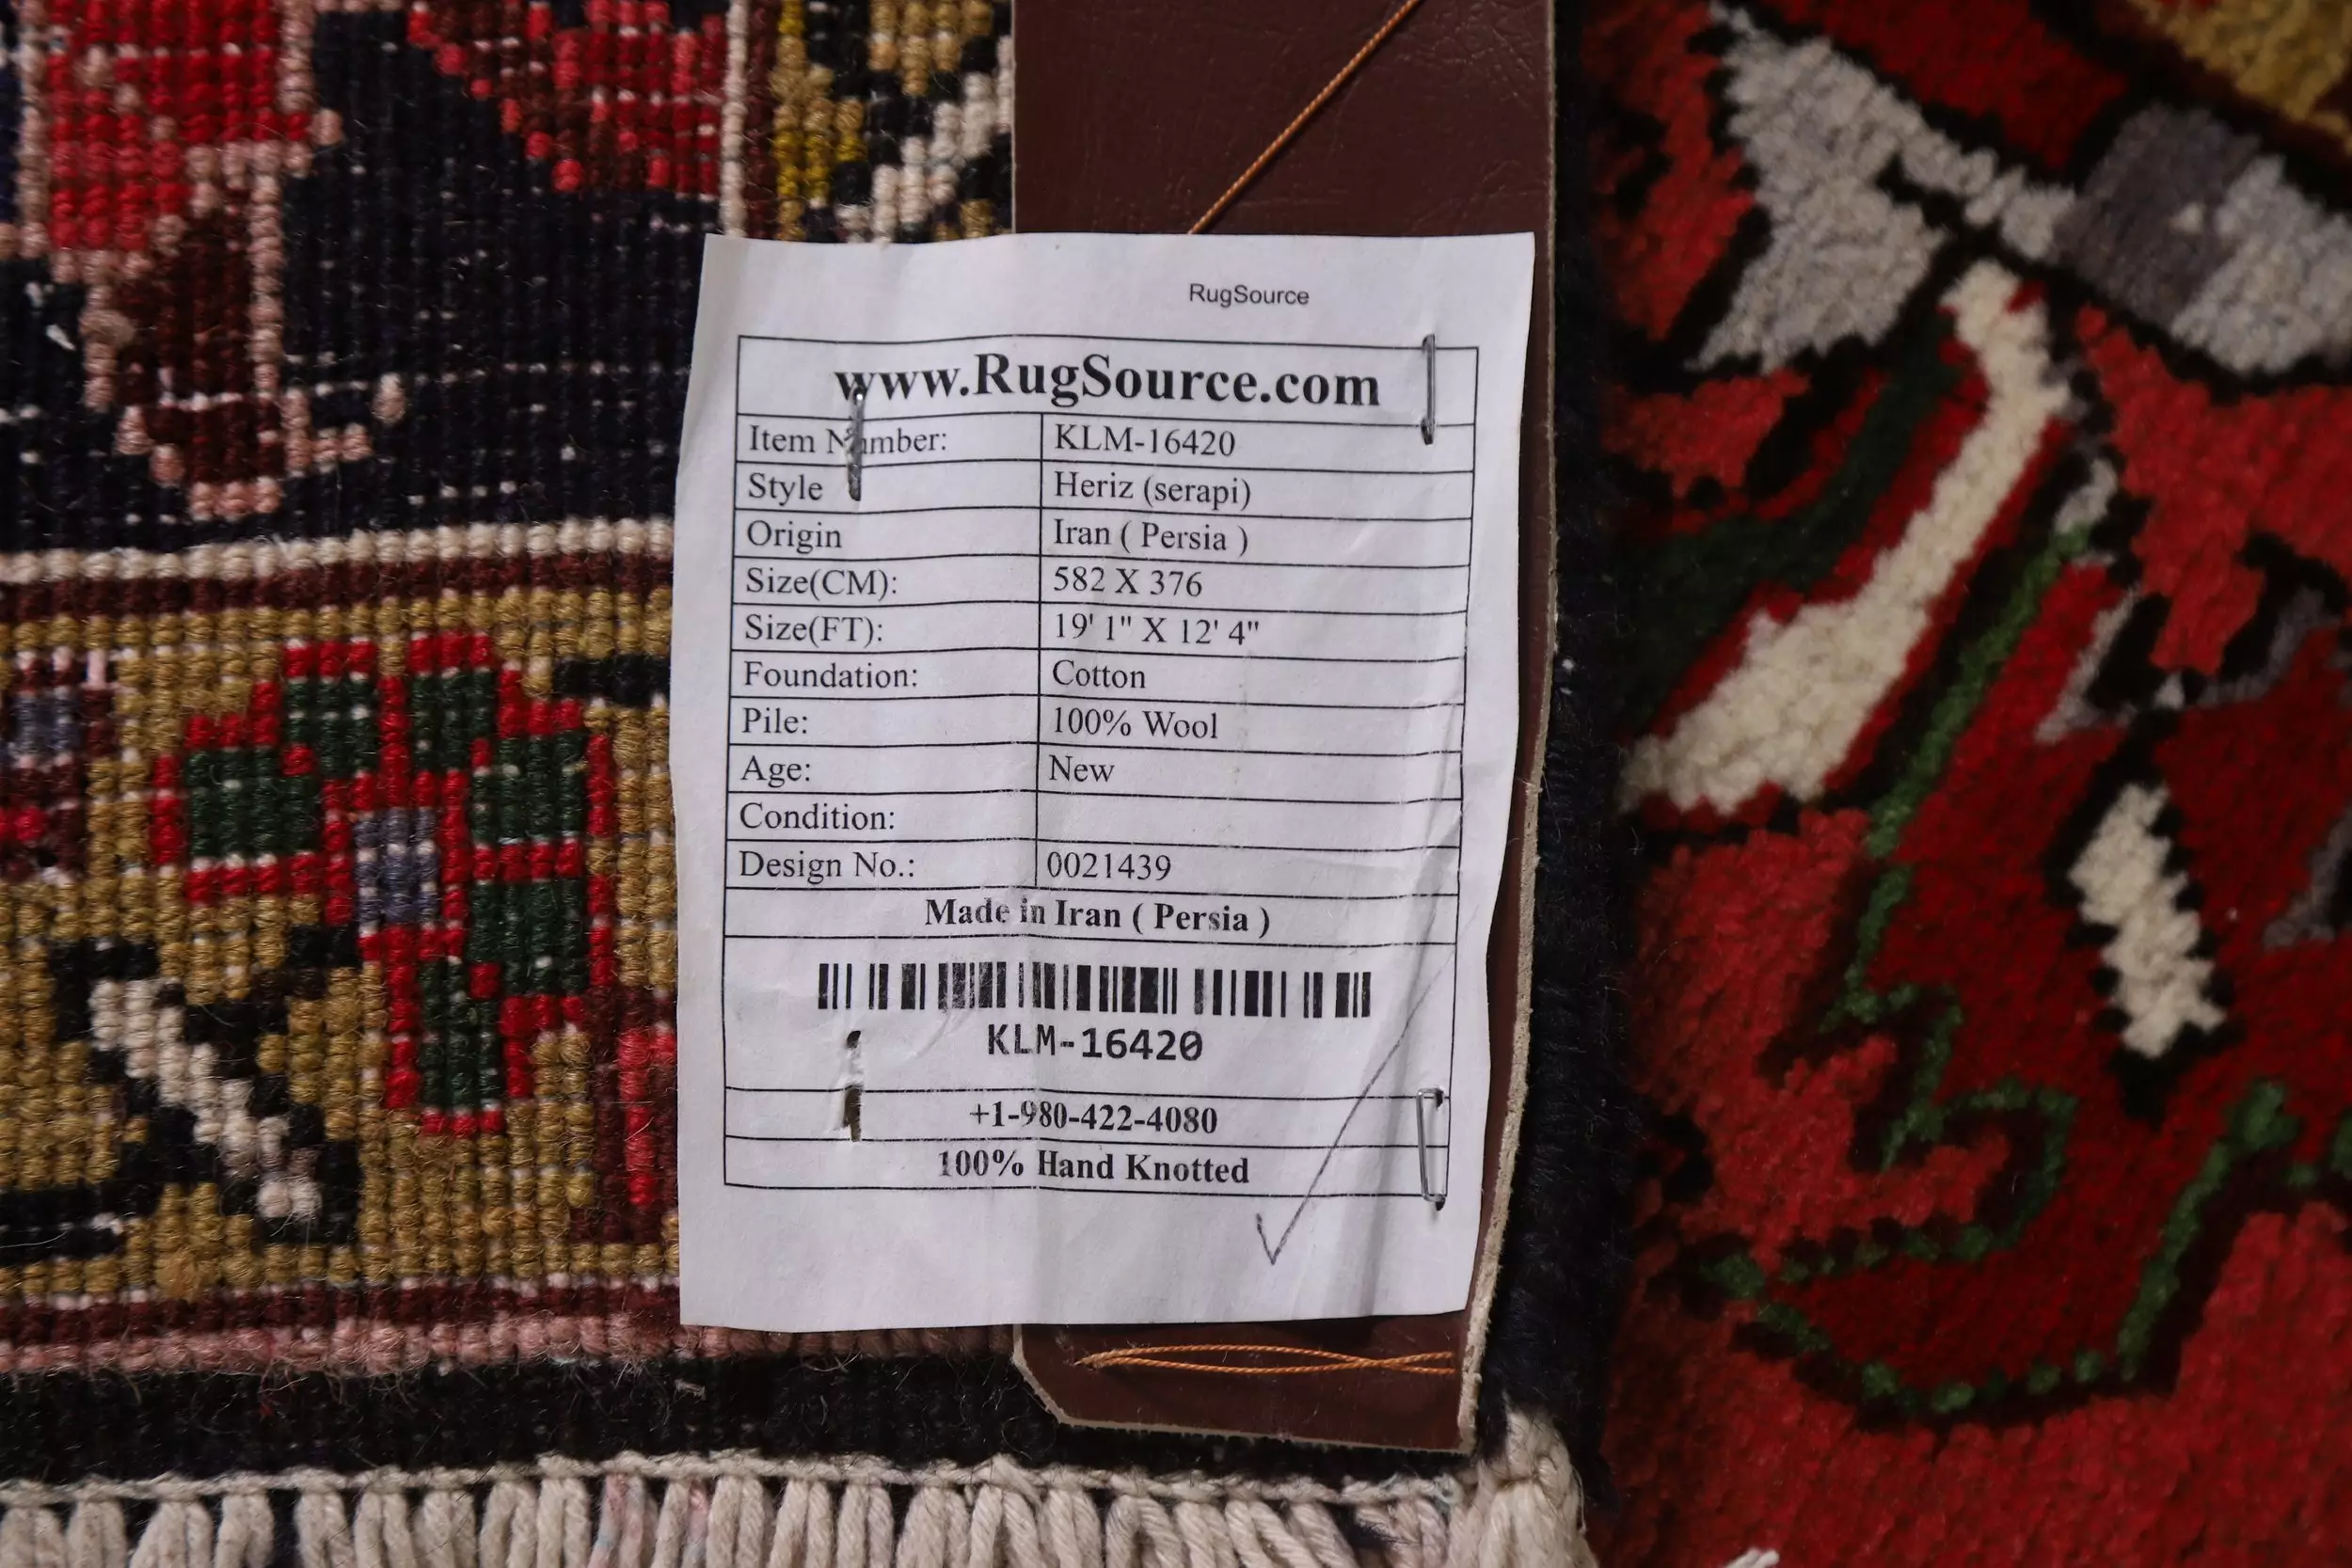 RugSource
www.RugSource.com
Item Number: KLM-16420
Style Heriz (serapi)
Origin Iran ( Persia )
Size(CM): 582 X 376
Size(FT): 19' 1" X 12' 4"
Foundation: Cotton
Pile: 100% Wool
Age: New
Condition:
Design No.: 0021439
Made in Iran ( Persia )
KLM-16420
+1-980-422-4080
100% Hand Knotted